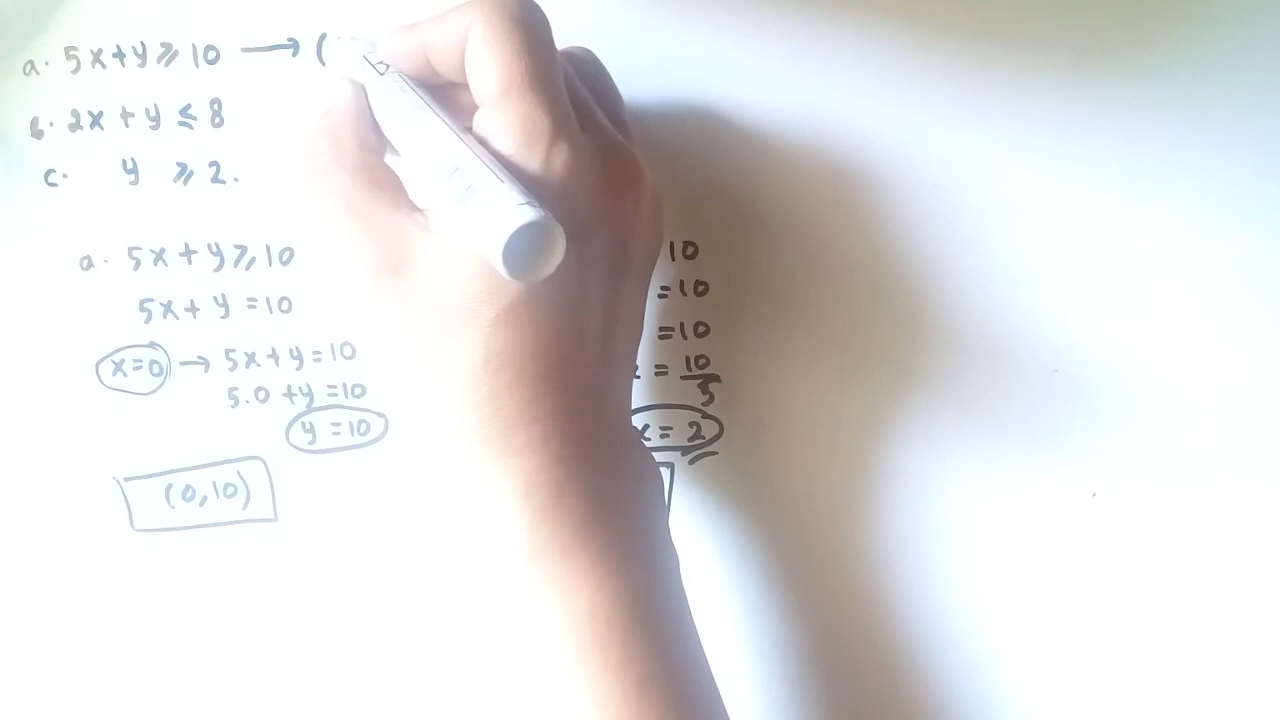 a. 5x+y ≥ 10 → (
b. 2x + y ≤ 8
c. y ≥ 2.
a. 5x+y ≥ 10
5x+y =10
x=0 → 5x+y=10
5.0 +y =10
y =10
(0,10)
10
=10
=10
= 10/5
x= 2